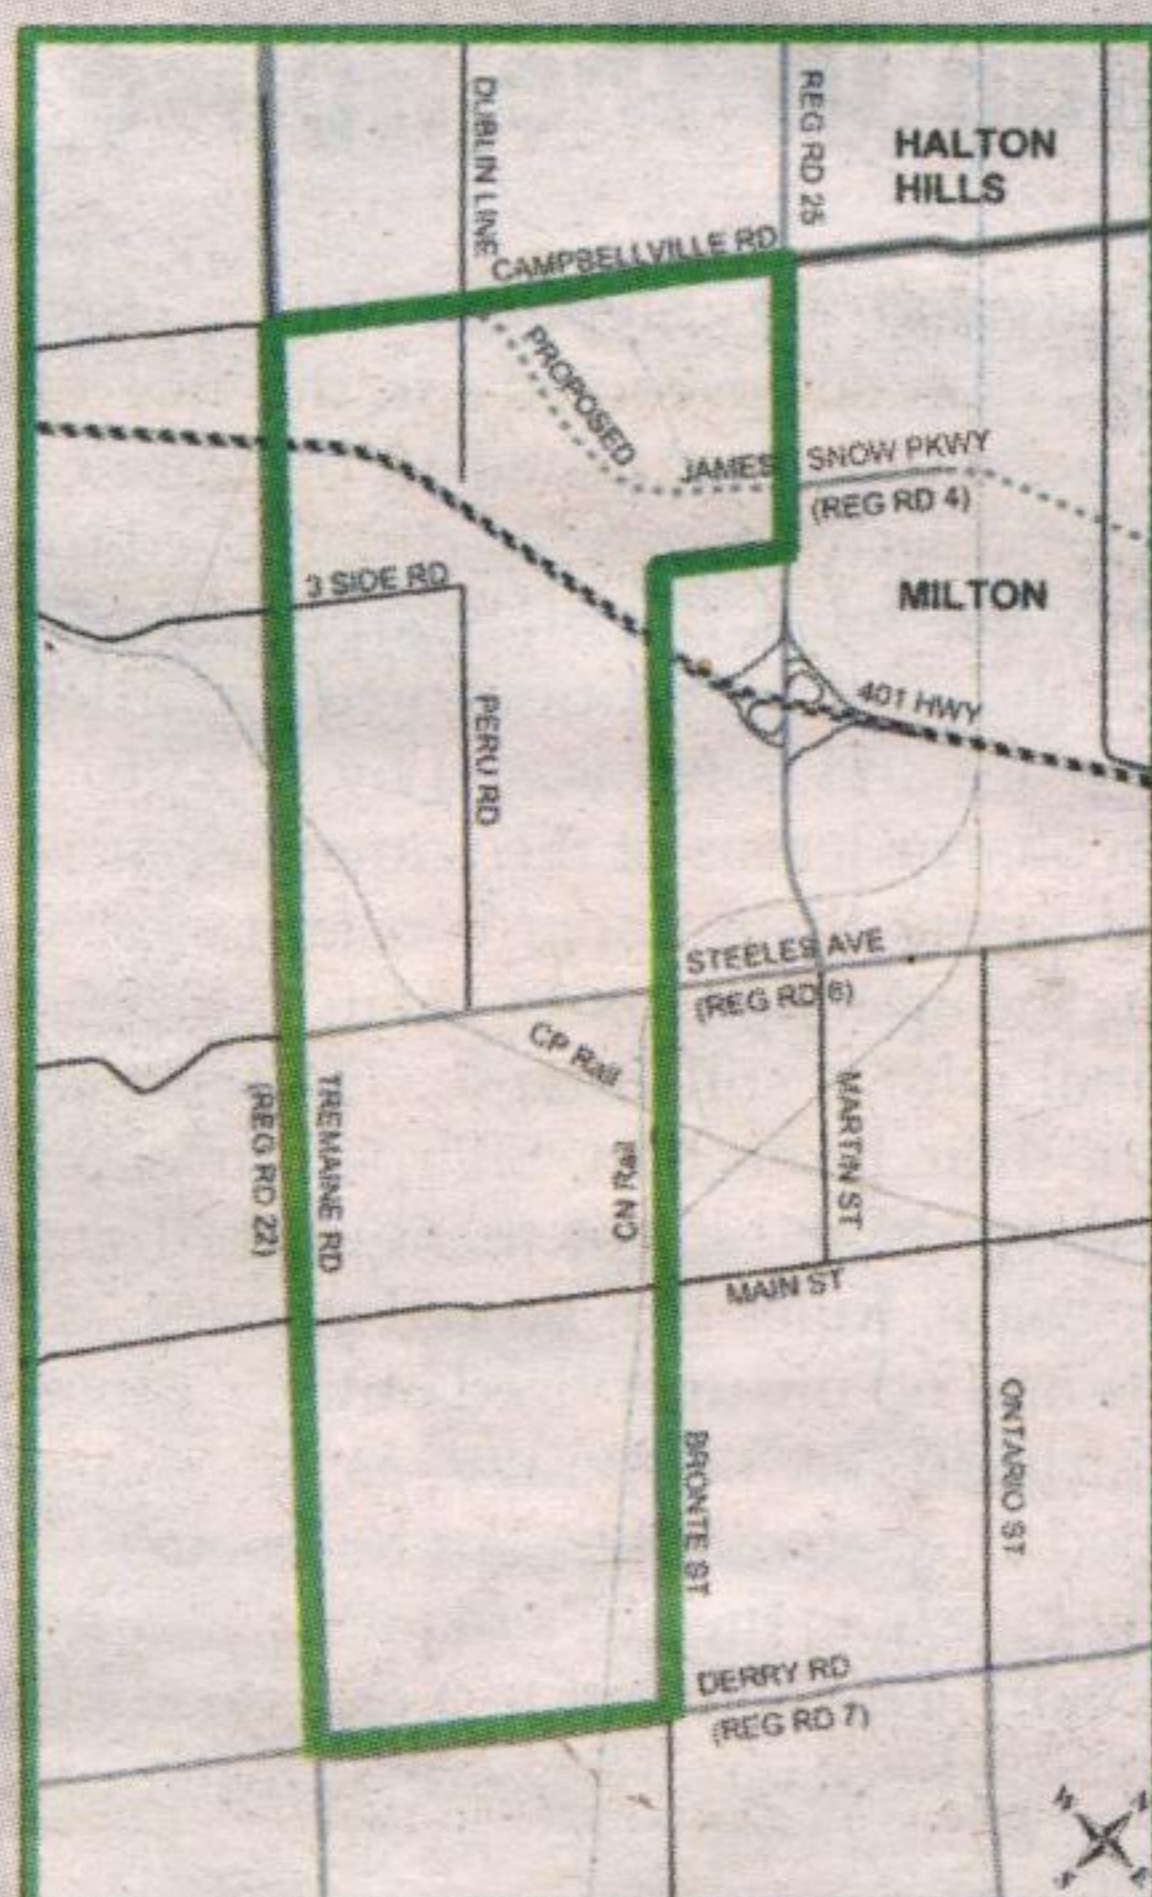 DUBLIN LINE
REG RD 25
HALTON
HILLS
CAMPBELLVILLE RD
PROPOSED
JAMES SNOW PKWY
(REG RD 4)
3 SIDE RD
MILTON
PERU RD
401 HWY
STEELES AVE
(REG RD 6)
CP Rail
(REG RD 22)
TREMAINE RD
CN Rail
MARTIN ST
MAIN ST
BRONTE ST
ONTARIO ST
DERRY RD
(REG RD 7)
W N
S E